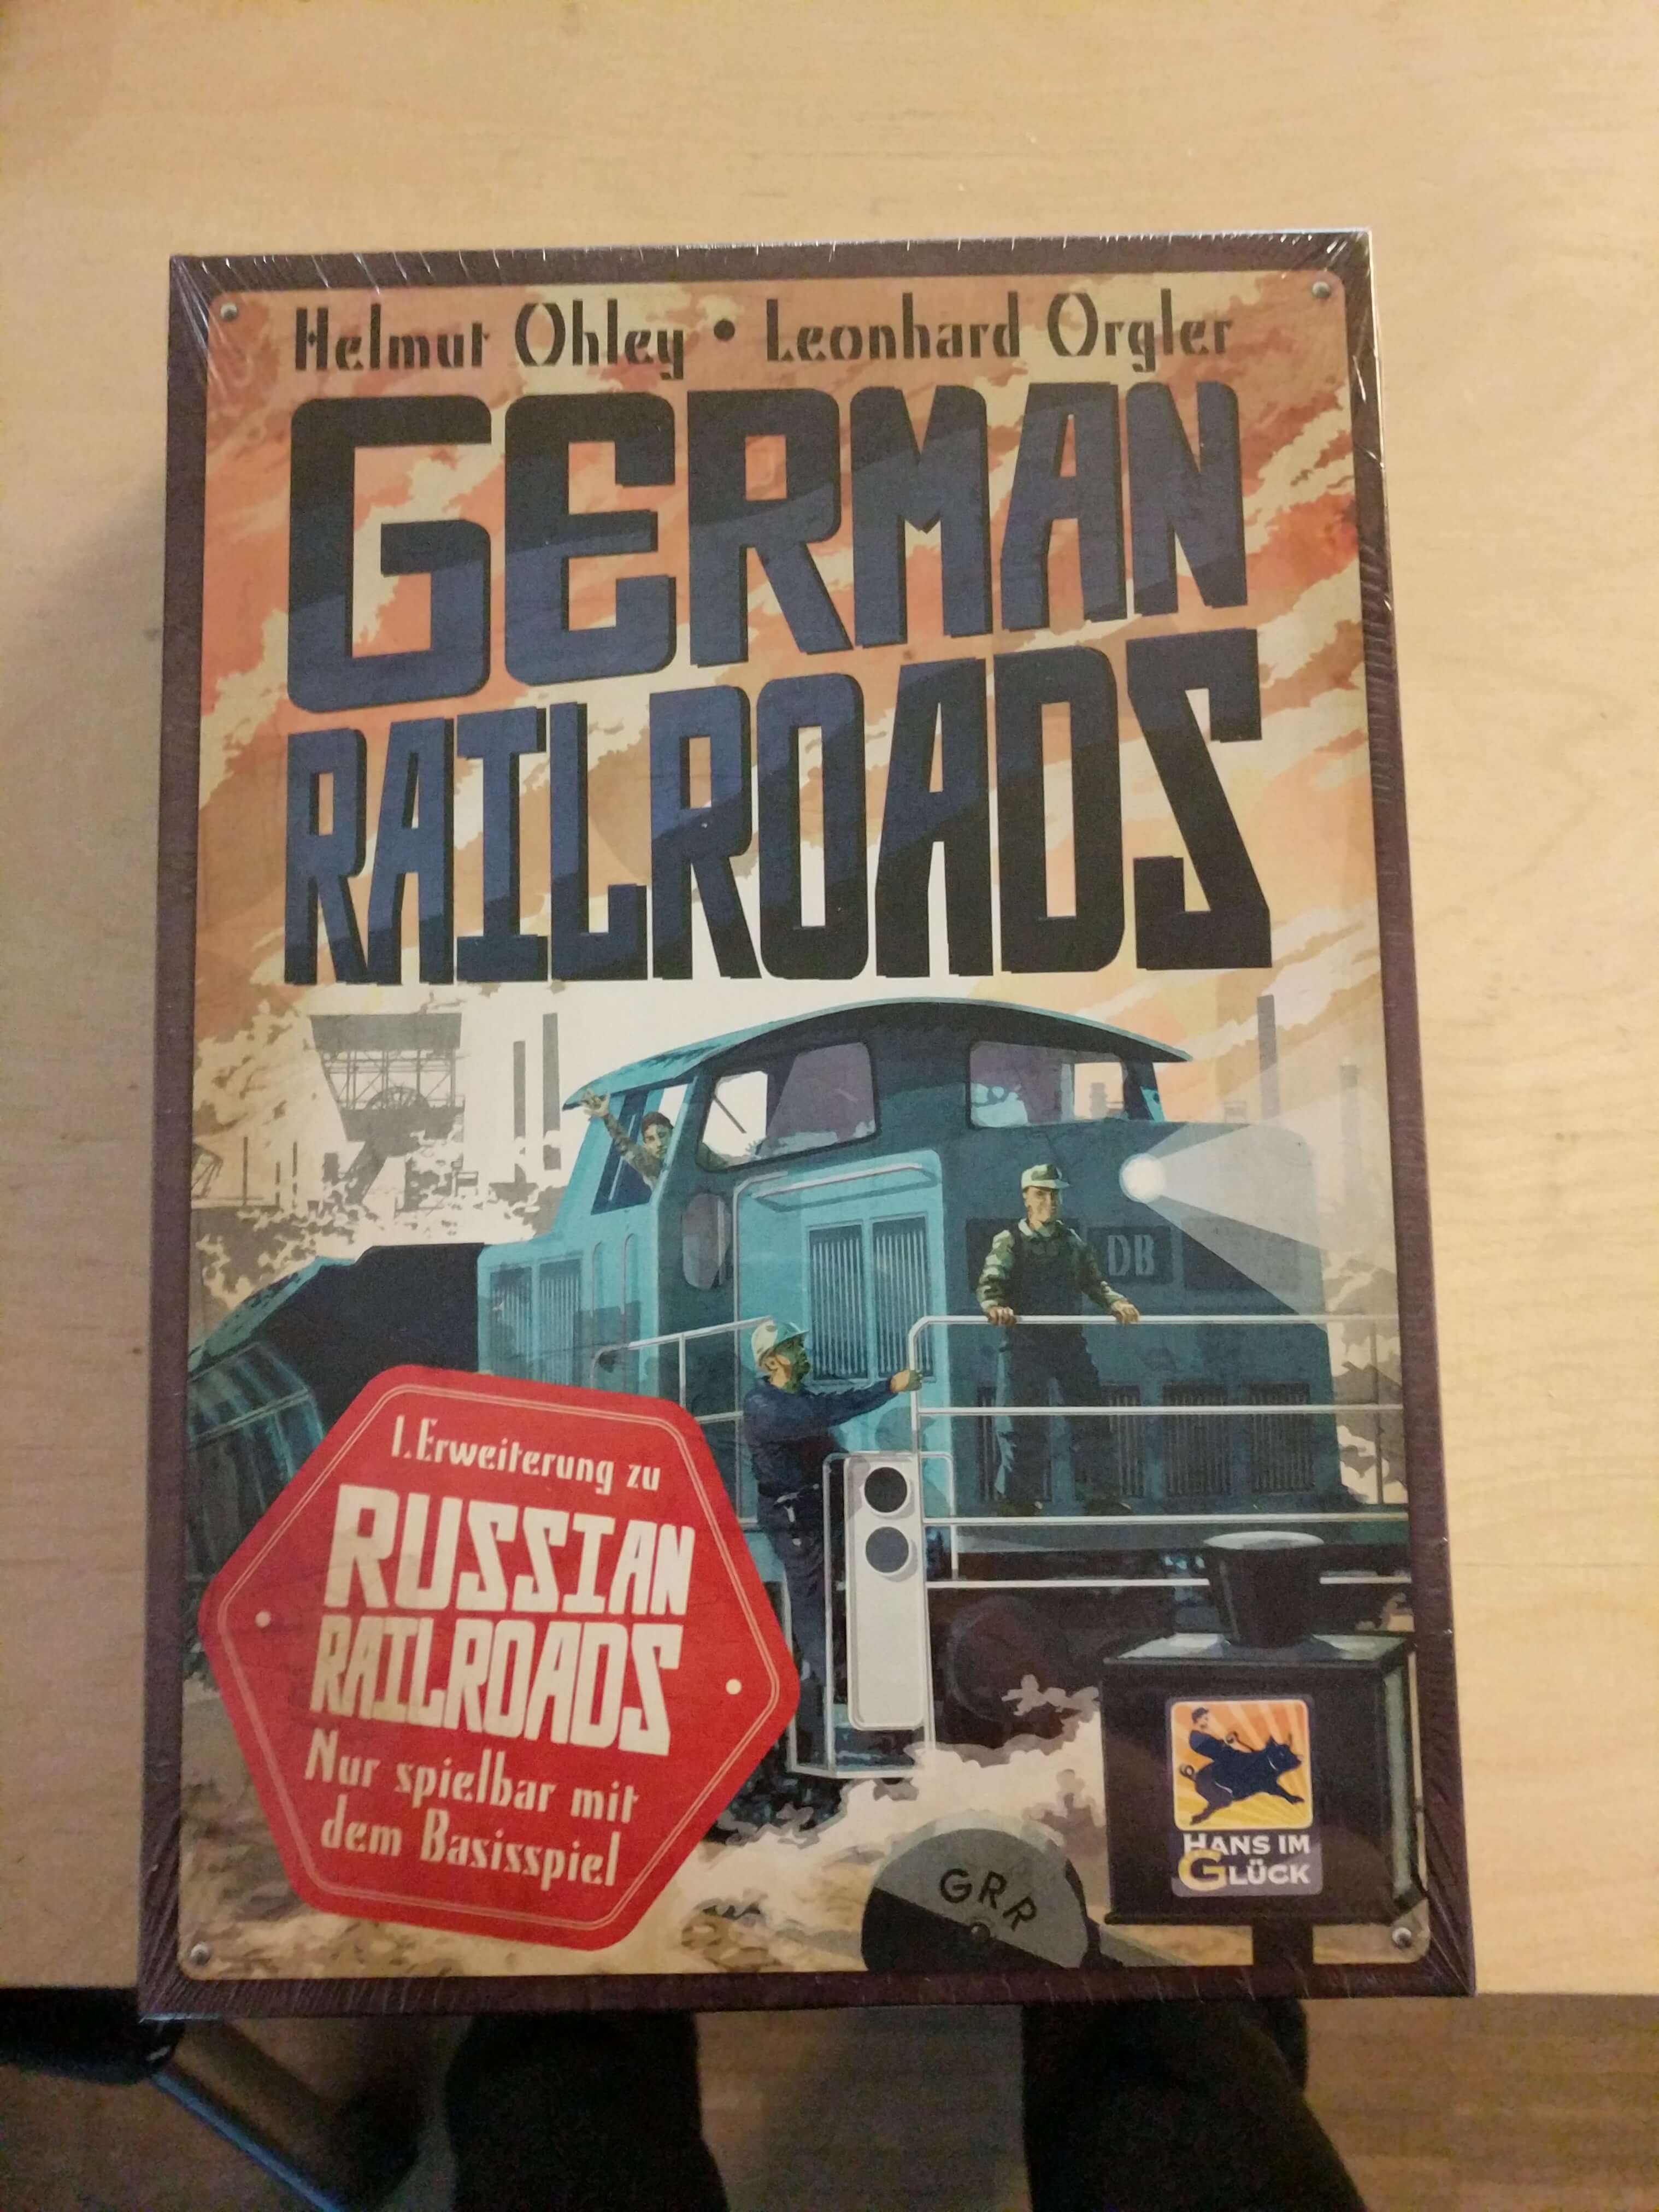 Helmut Ohley • Leonhard Orgler
GERMAN
RAILROADS
DB
1. Erweiterung zu
RUSSIAN
RAILROADS
Nur spielbar mit
dem Basisspiel
GRR
HANS IM
GLÜCK